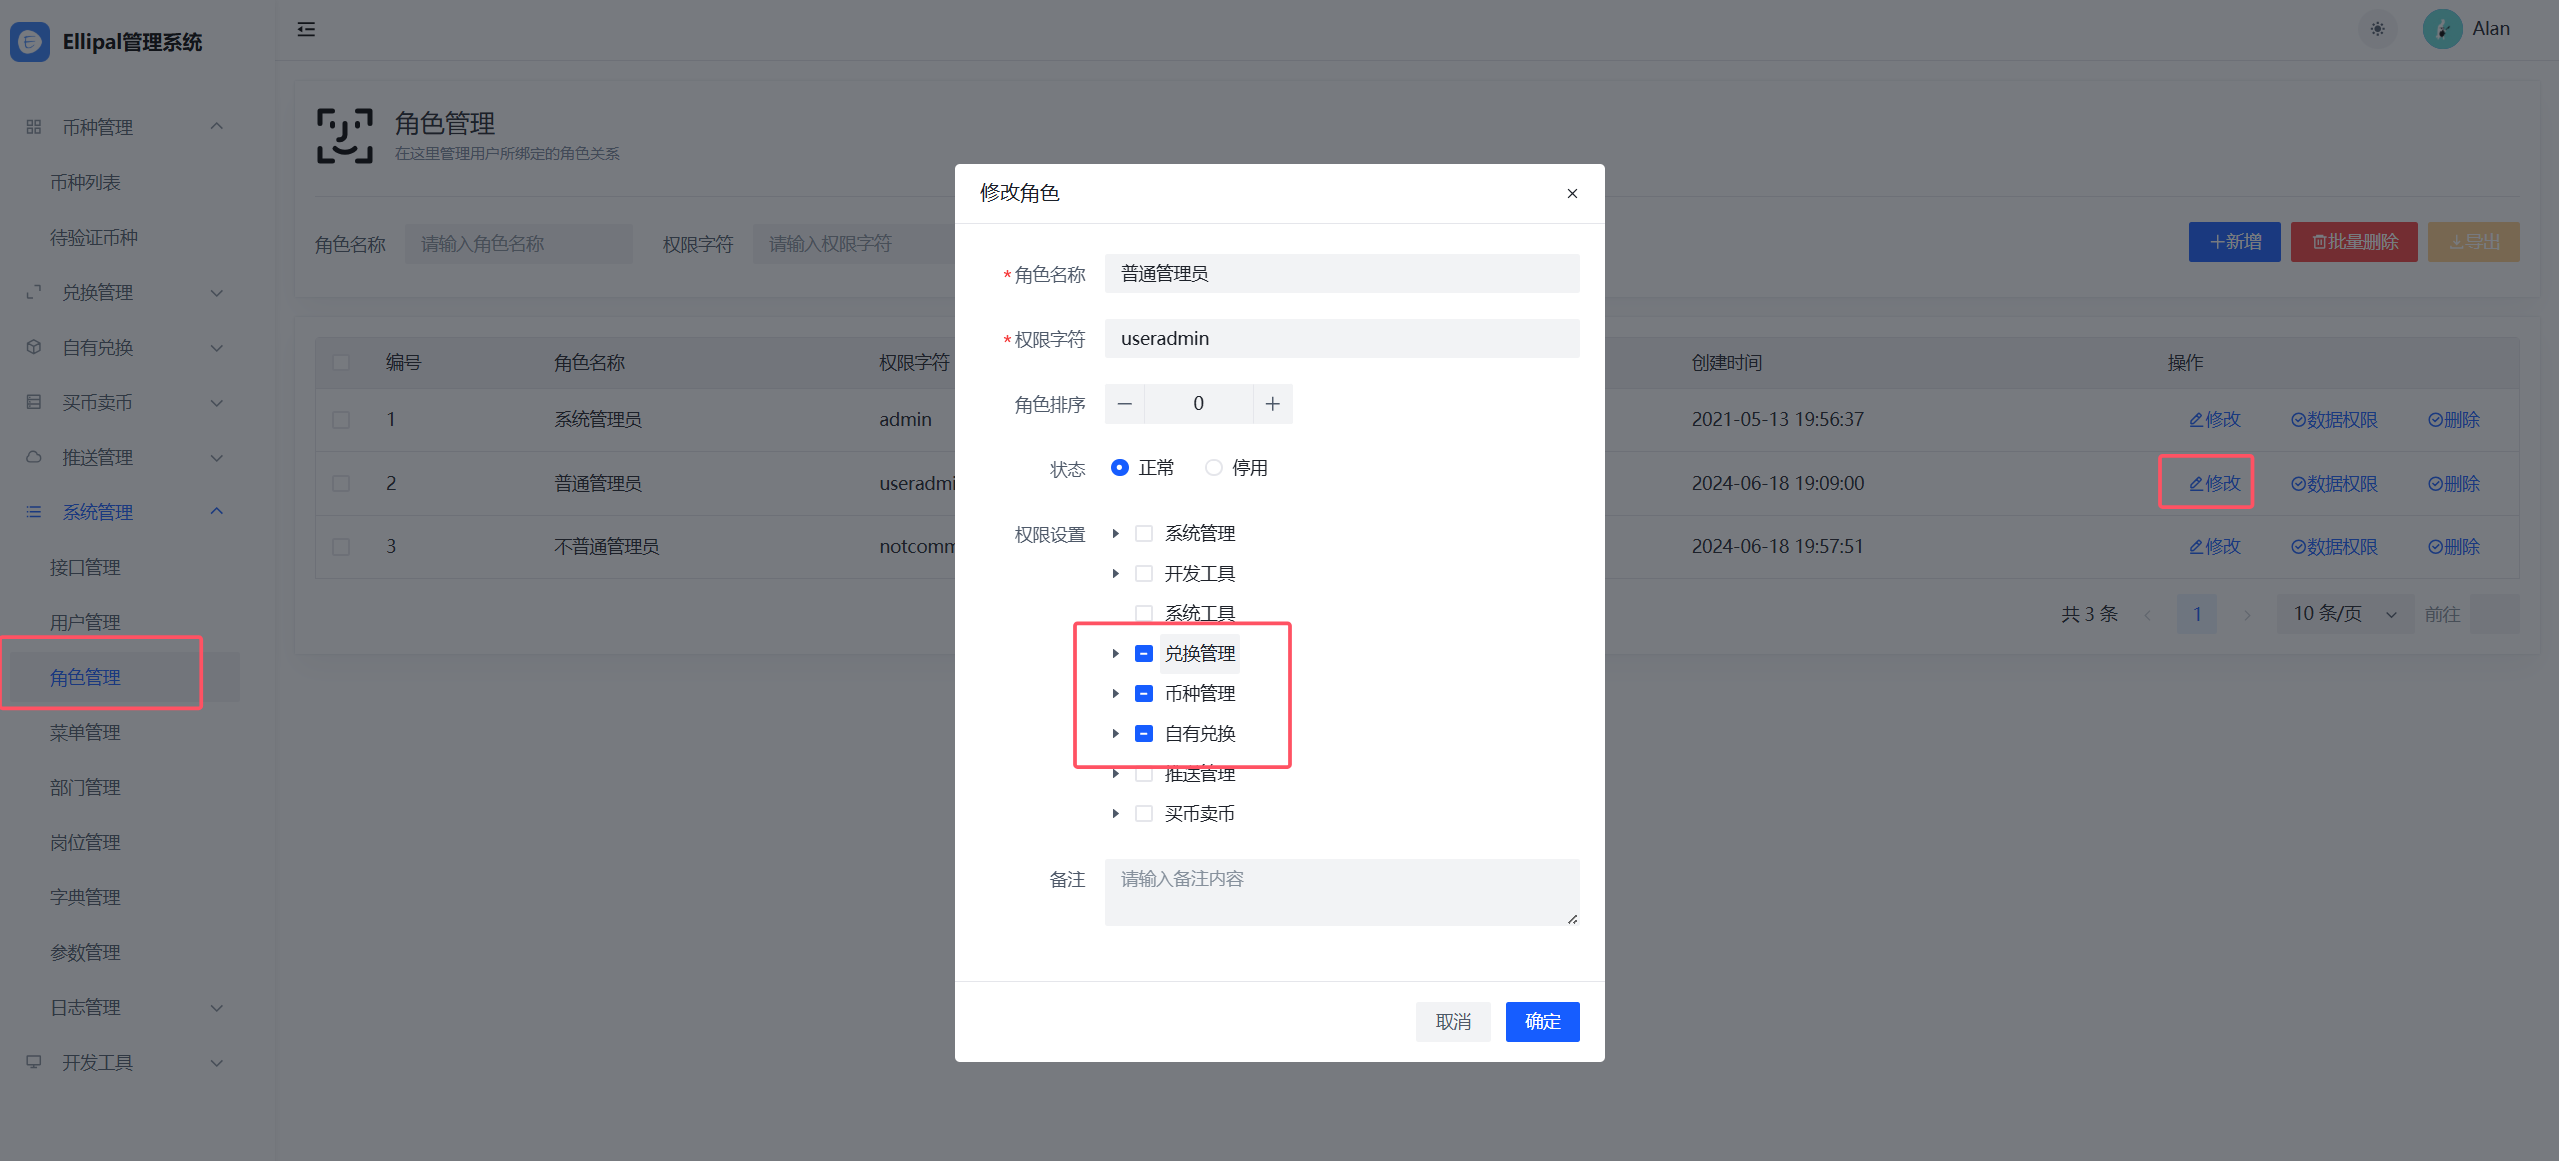 Ellipal管理系统
Alan
币种管理
币种列表
待验证币种
兑换管理
自有兑换
买币卖币
推送管理
系统管理
接口管理
用户管理
角色管理
菜单管理
部门管理
岗位管理
字典管理
参数管理
日志管理
开发工具
角色管理
在这里管理用户所绑定的角色关系
角色名称 请输入角色名称 权限字符 请输入权限字符
新增 批量删除 导出
编号 角色名称 权限字符 创建时间 操作
1 系统管理员 admin 2021-05-13 19:56:37 修改 数据权限 删除
2 普通管理员 useradmi 2024-06-18 19:09:00 修改 数据权限 删除
3 不普通管理员 notcomm 2024-06-18 19:57:51 修改 数据权限 删除
共 3 条 1 10 条/页 前往
修改角色
* 角色名称 普通管理员
* 权限字符 useradmin
角色排序 0
状态 正常 停用
权限设置 系统管理
开发工具
系统工具
兑换管理
币种管理
自有兑换
推送管理
买币卖币
备注 请输入备注内容
取消 确定